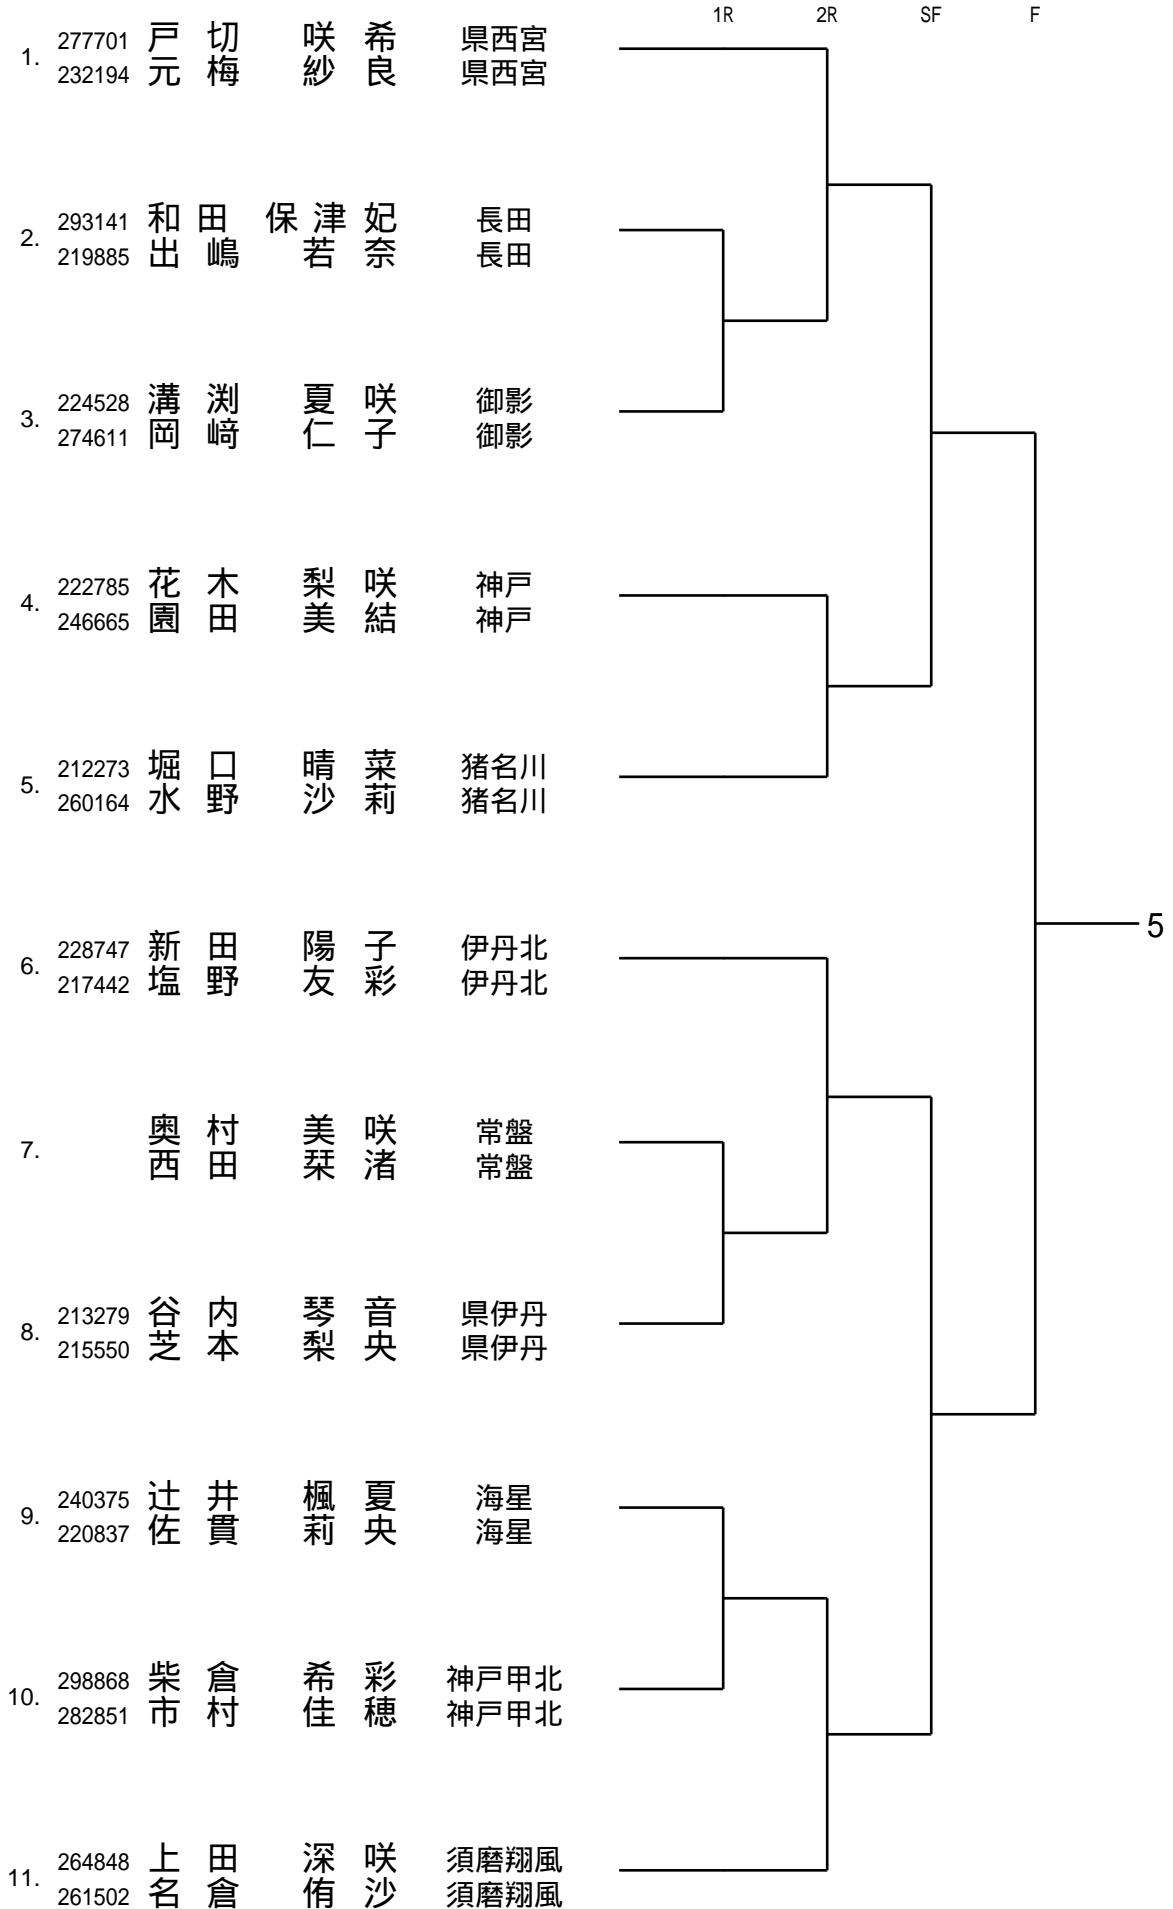 1R 2R SF F
1. 277701 戸切 咲希 県西宮
232194 元梅 紗良 県西宮
2. 293141 和田 保津妃 長田
219885 出嶋 若奈 長田
3. 224528 溝渕 夏咲 御影
274611 岡﨑 仁子 御影
4. 222785 花木 梨咲 神戸
246665 園田 美結 神戸
5. 212273 堀口 晴菜 猪名川
260164 水野 沙莉 猪名川
5
6. 228747 新田 陽子 伊丹北
217442 塩野 友彩 伊丹北
7. 奥村 美咲 常盤
西田 栞渚 常盤
8. 213279 谷内 琴音 県伊丹
215550 芝本 梨央 県伊丹
9. 240375 辻井 楓夏 海星
220837 佐貫 莉央 海星
10. 298868 柴倉 希彩 神戸甲北
282851 市村 佳穂 神戸甲北
11. 264848 上田 深咲 須磨翔風
261502 名倉 侑沙 須磨翔風